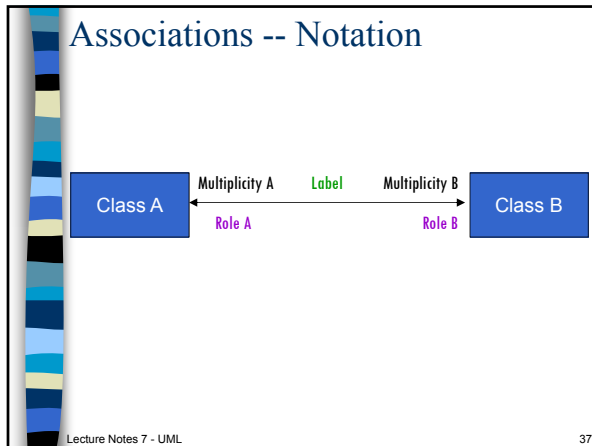 Associations -- Notation
Multiplicity A Label Multiplicity B
Class A Class B
Role A Role B
Lecture Notes 7 - UML 37